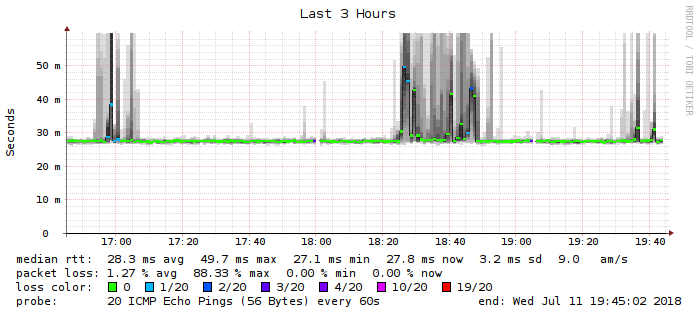 Last 3 Hours
RRDTOOL / TOBI OETIKER
Seconds
50 m
40 m
30 m
20 m
10 m
0
17:00 17:20 17:40 18:00 18:20 18:40 19:00 19:20 19:40
median rtt: 28.3 ms avg 49.7 ms max 27.1 ms min 27.8 ms now 3.2 ms sd 9.0 am/s
packet loss: 1.27 % avg 88.33 % max 0.00 % min 0.00 % now
loss color: 0 1/20 2/20 3/20 4/20 10/20 19/20
probe: 20 ICMP Echo Pings (56 Bytes) every 60s end: Wed Jul 11 19:45:02 2018